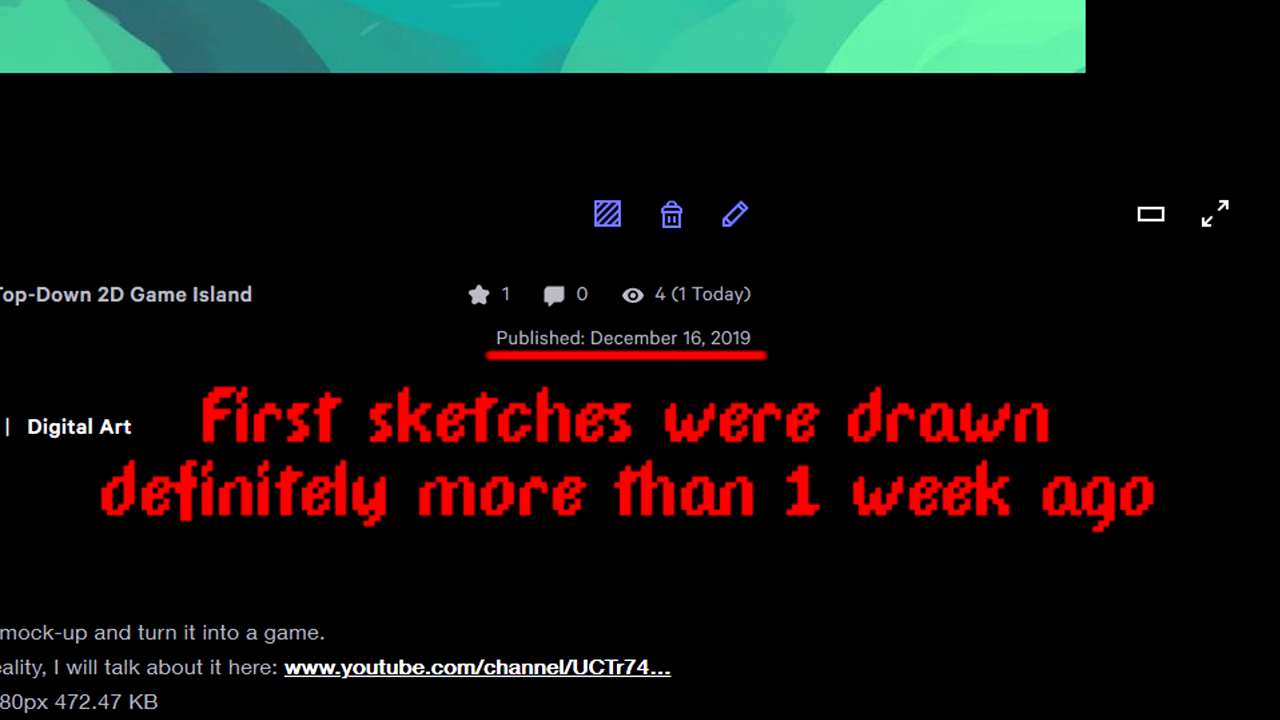 Top-Down 2D Game Island
1 0 4 (1 Today)
Published: December 16, 2019
| Digital Art
First sketches were drawn
definitely more than 1 week ago
mock-up and turn it into a game.
eality, I will talk about it here: www.youtube.com/channel/UCTr74...
80px 472.47 KB